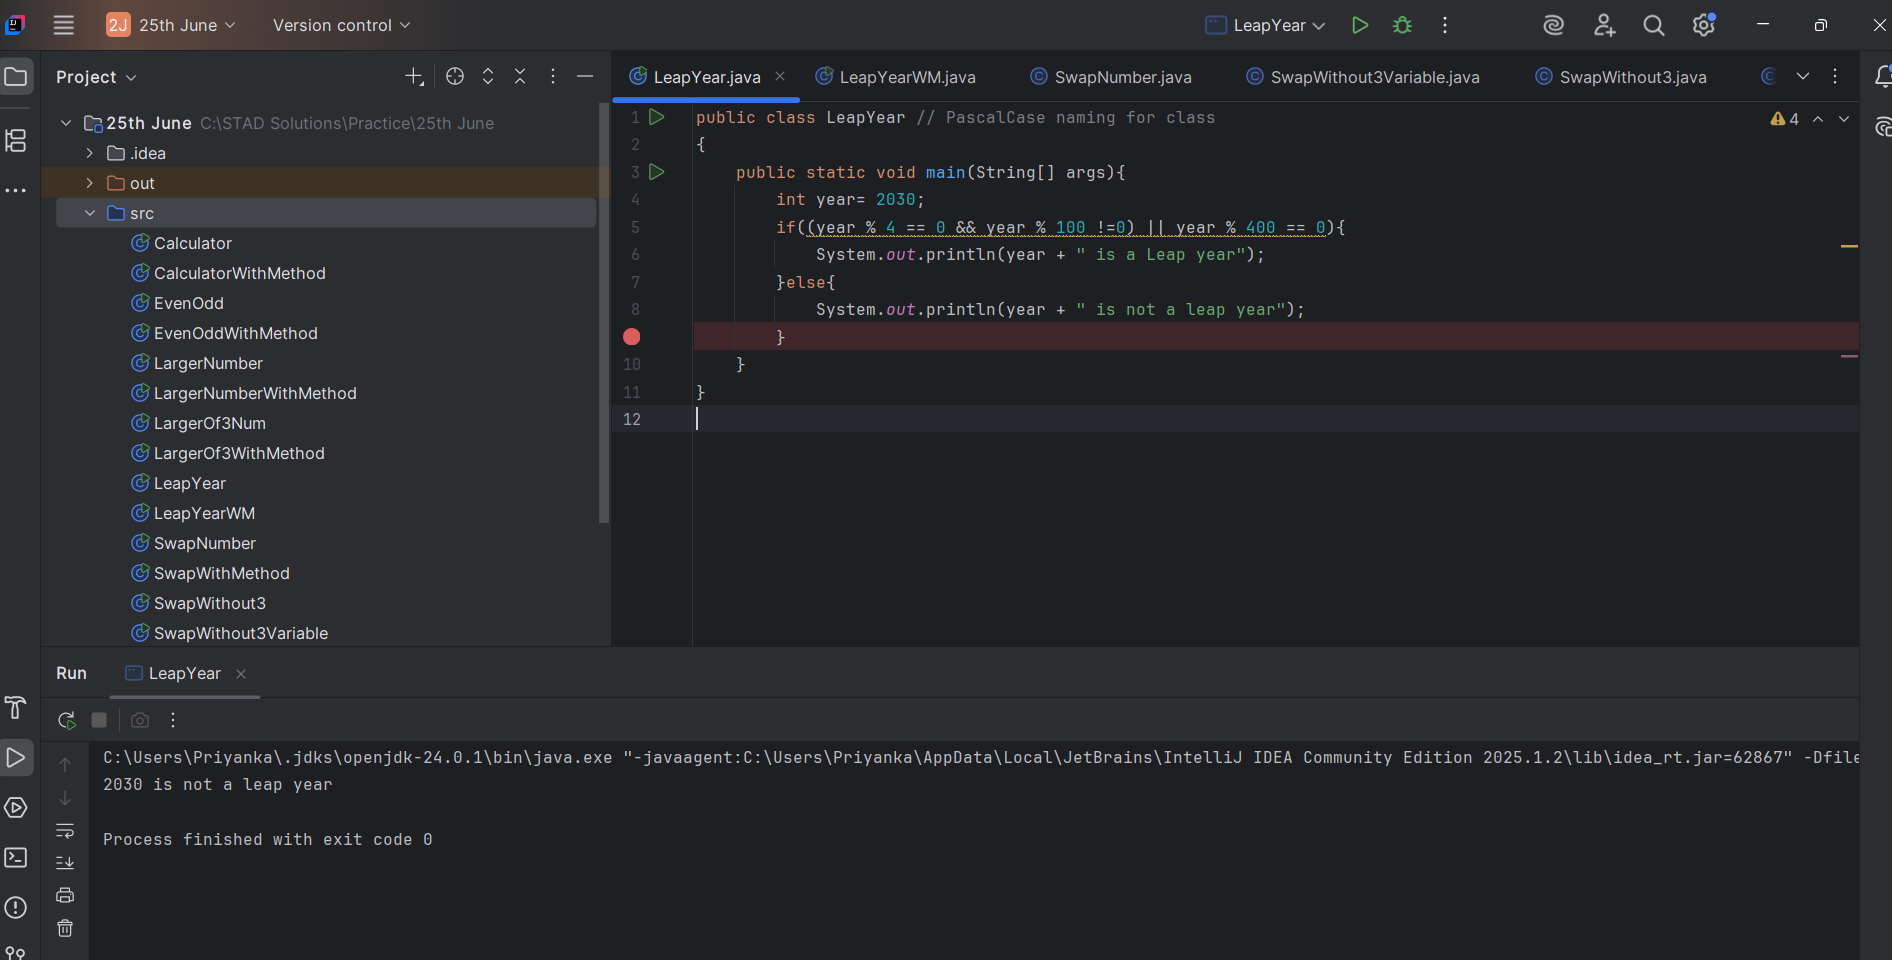 2J 25th June Version control LeapYear
Project
LeapYear.java LeapYearWM.java SwapNumber.java SwapWithout3Variable.java SwapWithout3.java
25th June C:\STAD Solutions\Practice\25th June
.idea
out
src
Calculator
CalculatorWithMethod
EvenOdd
EvenOddWithMethod
LargerNumber
LargerNumberWithMethod
LargerOf3Num
LargerOf3WithMethod
LeapYear
LeapYearWM
SwapNumber
SwapWithMethod
SwapWithout3
SwapWithout3Variable
1 public class LeapYear // PascalCase naming for class
4
2 {
3 public static void main(String[] args){
4 int year= 2030;
5 if((year % 4 == 0 && year % 100 !=0) || year % 400 == 0){
6 System.out.println(year + " is a Leap year");
7 }else{
8 System.out.println(year + " is not a leap year");
}
10 }
11 }
12
Run LeapYear
C:\Users\Priyanka\.jdks\openjdk-24.0.1\bin\java.exe "-javaagent:C:\Users\Priyanka\AppData\Local\JetBrains\IntelliJ IDEA Community Edition 2025.1.2\lib\idea_rt.jar=62867" -Dfile
2030 is not a leap year
Process finished with exit code 0